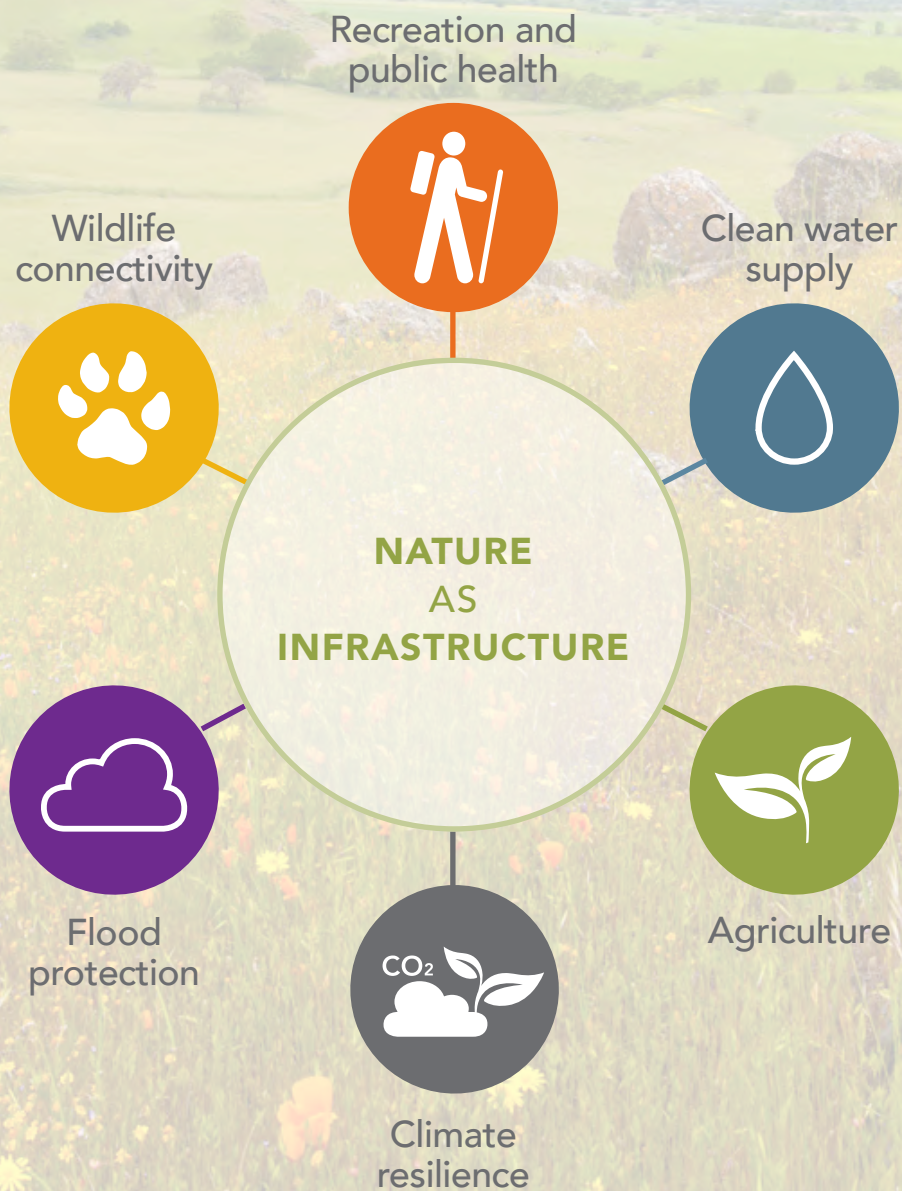 Recreation and
public health
Wildlife
connectivity
Clean water
supply
NATURE
AS
INFRASTRUCTURE
Flood
protection
Agriculture
CO₂
Climate
resilience